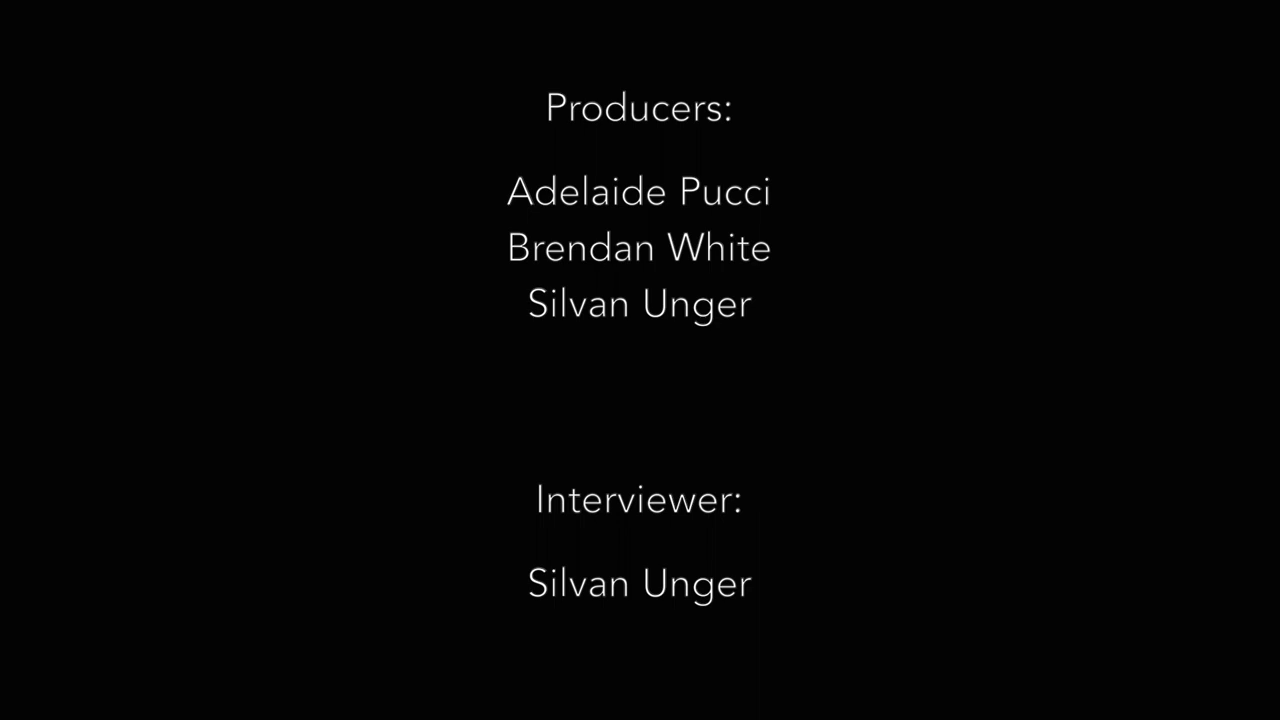 Producers:
Adelaide Pucci
Brendan White
Silvan Unger
Interviewer:
Silvan Unger